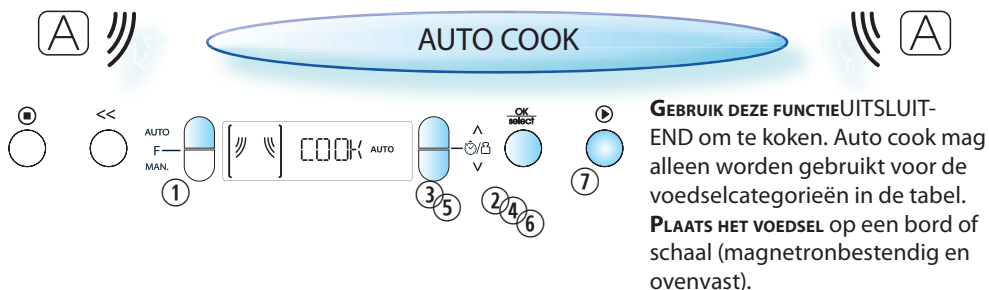 A
AUTO COOK
A
<<
AUTO
F
MAN.
COOK AUTO
OK
select
1
3
5
2
4
6
7
GEBRUIK DEZE FUNCTIEUITSLUIT-
END om te koken. Auto cook mag
alleen worden gebruikt voor de
voedselcategorieën in de tabel.
PLAATS HET VOEDSEL op een bord of
schaal (magnetronbestendig en
ovenvast).